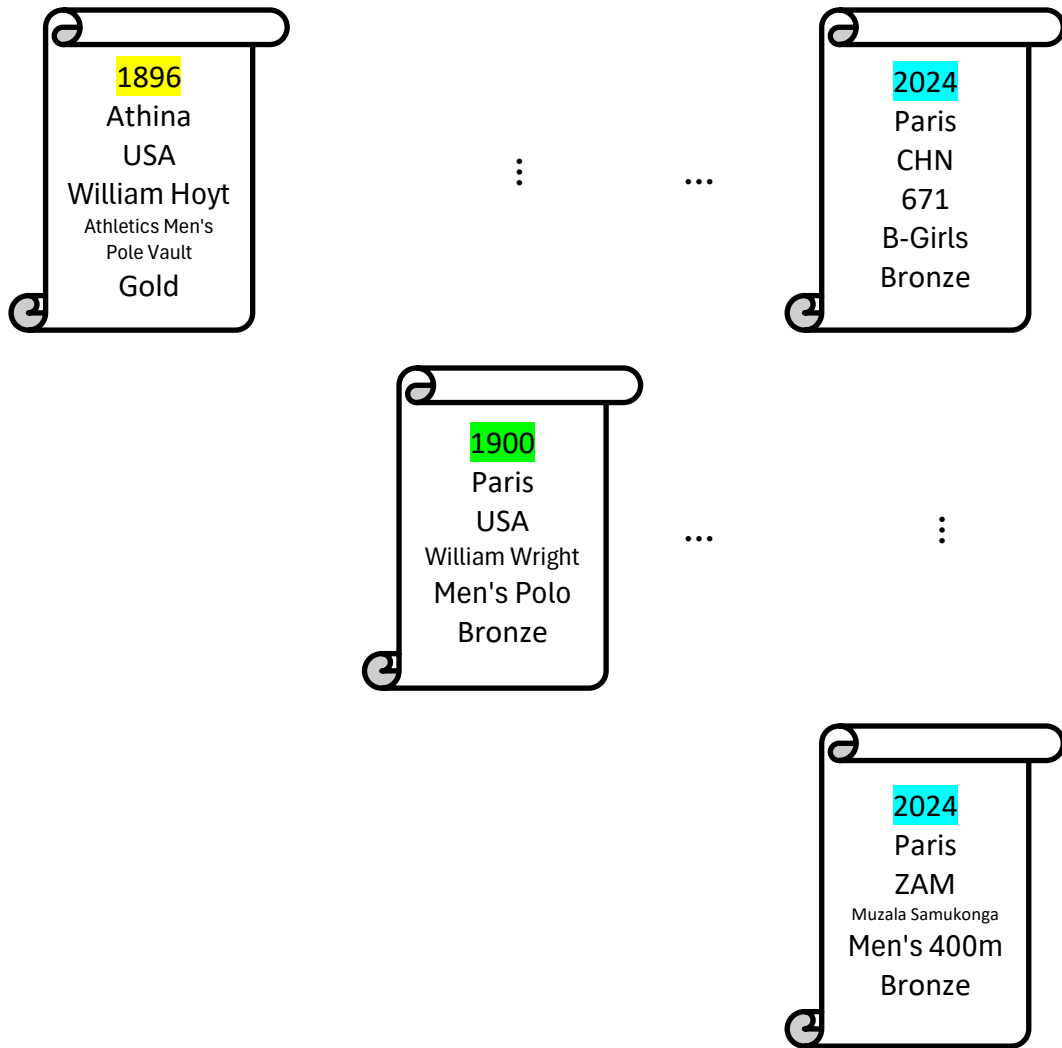 1896
Athina
USA
William Hoyt
Athletics Men's
Pole Vault
Gold
⋮
...
2024
Paris
CHN
671
B-Girls
Bronze
1900
Paris
USA
William Wright
Men's Polo
Bronze
...
⋮
2024
Paris
ZAM
Muzala Samukonga
Men's 400m
Bronze